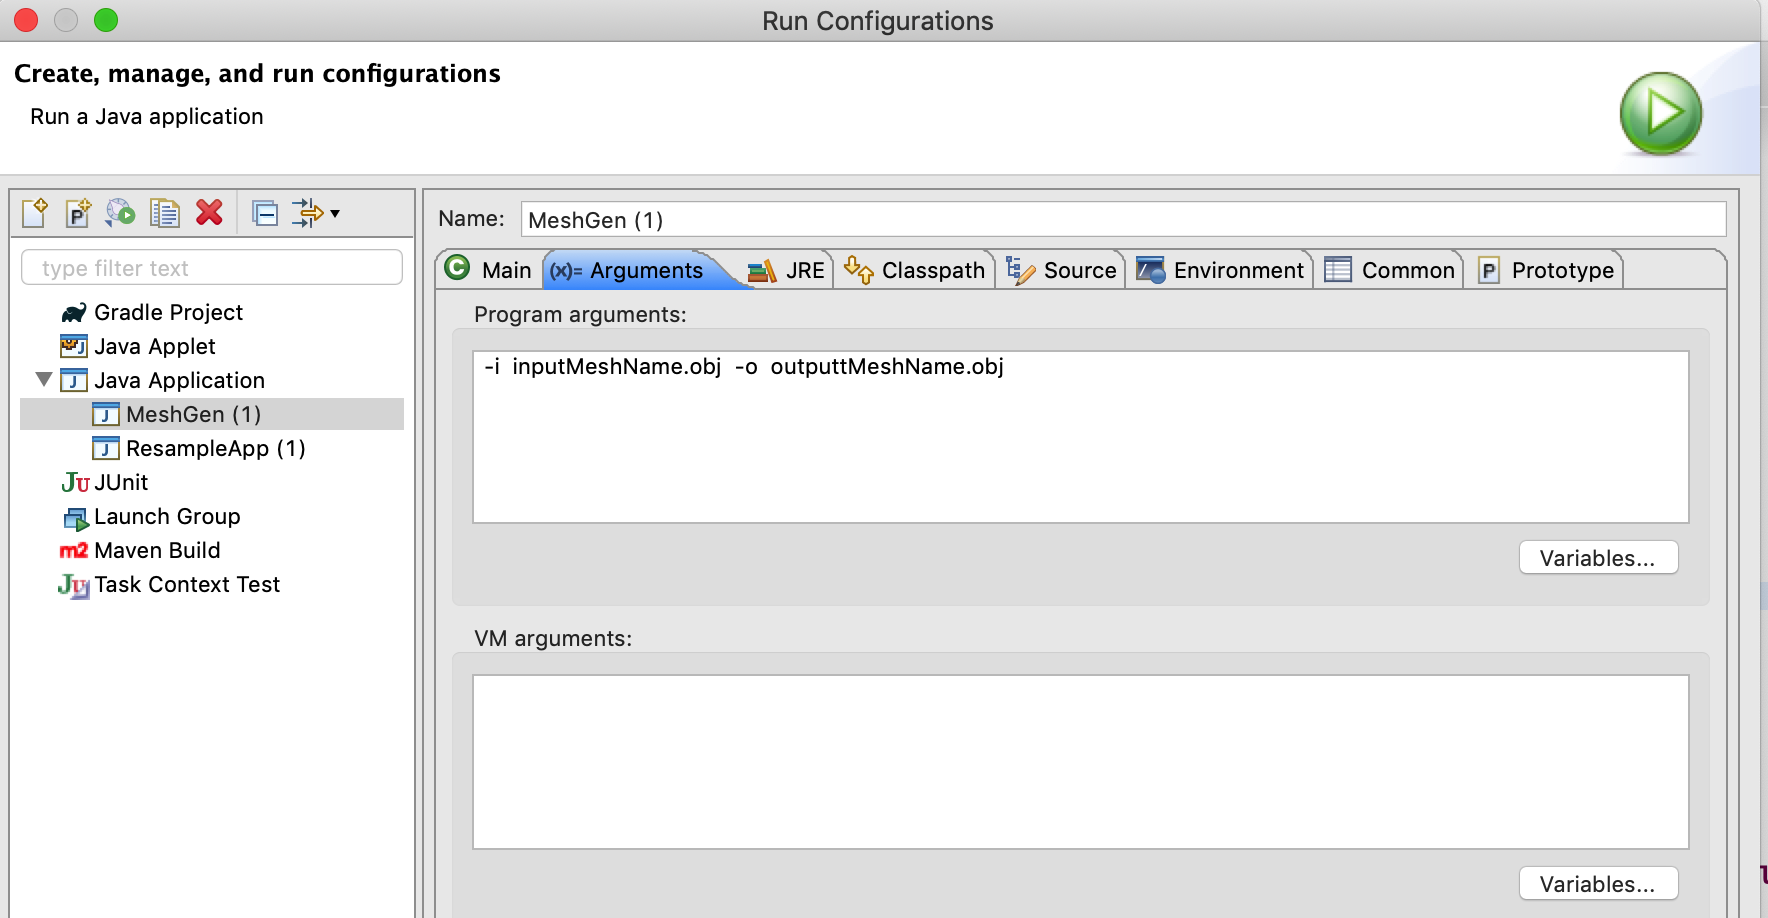 Run Configurations
Create, manage, and run configurations
Run a Java application
type filter text
Gradle Project
Java Applet
Java Application
MeshGen (1)
ResampleApp (1)
JUnit
Launch Group
Maven Build
Task Context Test
Name: MeshGen (1)
Main (x)= Arguments JRE Classpath Source Environment Common Prototype
Program arguments:
-i inputMeshName.obj -o outputtMeshName.obj
Variables...
VM arguments:
Variables...